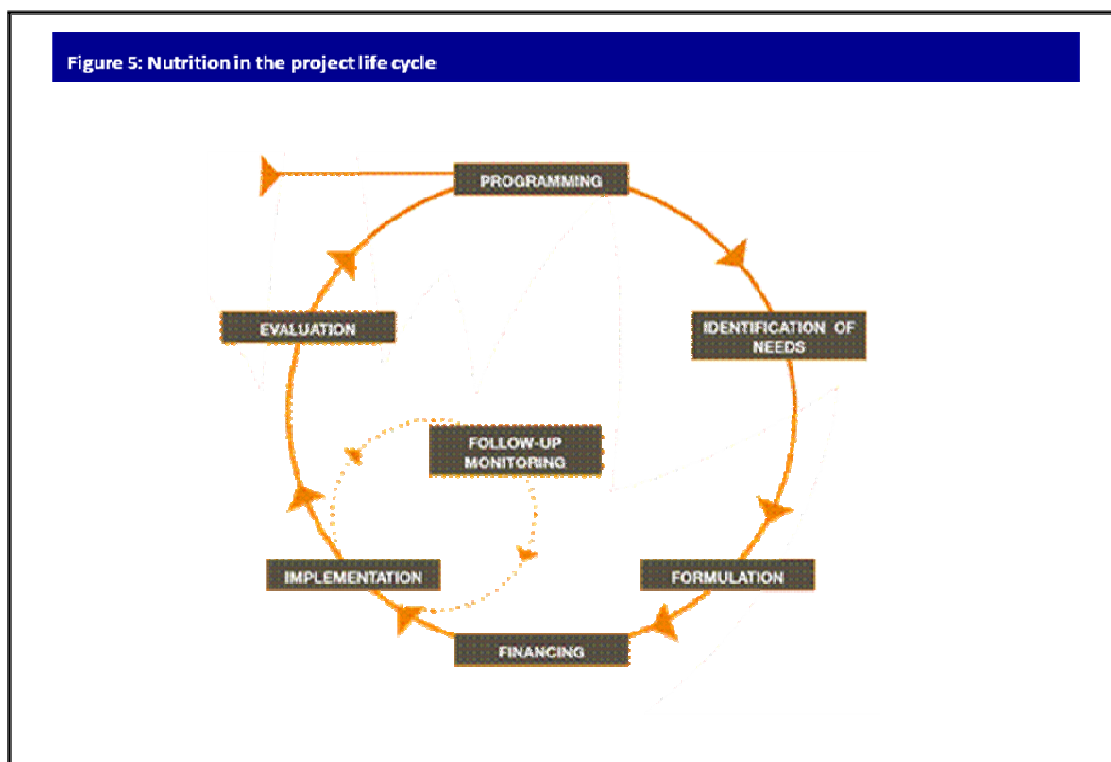 Figure 5: Nutrition in the project life cycle
PROGRAMMING
EVALUATION
IDENTIFICATION OF
NEEDS
FOLLOW-UP
MONITORING
IMPLEMENTATION
FORMULATION
FINANCING